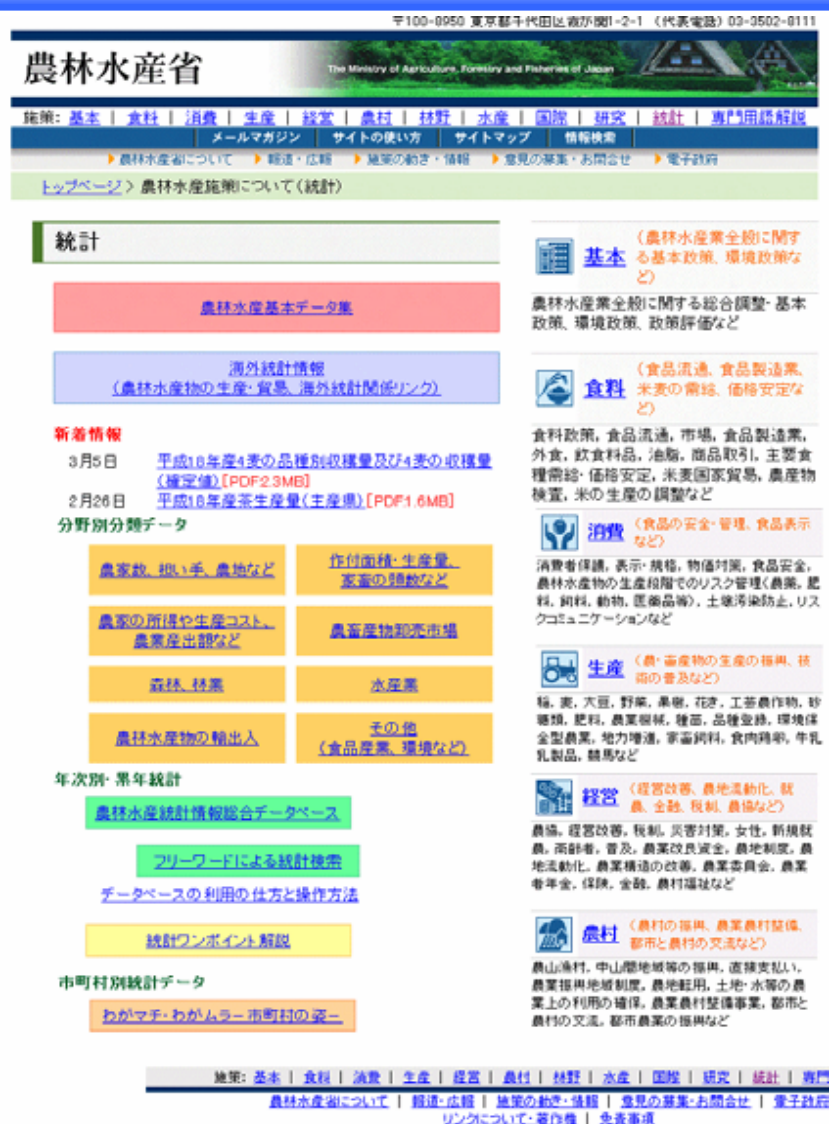 〒100-8950 東京都千代田区霞が関1-2-1 (代表電話) 03-3502-8111
農林水産省
The Ministry of Agriculture, Forestry and Fisheries of Japan
施策: 基本 | 食料 | 消費 | 生産 | 経営 | 農村 | 林野 | 水産 | 国際 | 研究 | 統計 | 専門用語解説
メールマガジン サイトの使い方 サイトマップ 情報検索
農林水産省について 報道・広報 施策の動き・情報 意見の募集・お問合せ 電子政府
トップページ > 農林水産施策について(統計)
統計
農林水産基本データ集
海外統計情報
(農林水産物の生産・貿易、海外統計関係リンク)
新着情報
3月5日 平成18年産4麦の品種別収穫量及び4麦の収穫量
(確定値)[PDF:2.3MB]
2月26日 平成18年産茶生産量(主産県)[PDF:1.6MB]
分野別分類データ
農家数、担い手、農地など
作付面積・生産量、
家畜の頭数など
農家の所得や生産コスト、
農業産出額など
農畜産物卸売市場
森林、林業
水産業
農林水産物の輸出入
その他
(食品産業、環境など)
年次別・累年統計
農林水産統計情報総合データベース
フリーワードによる統計検索
データベースの利用の仕方と操作方法
統計ワンポイント解説
市町村別統計データ
わがマチ・わがムラー市町村の姿ー
基本
(農林水産業全般に関す
る基本政策、環境政策な
ど)
農林水産業全般に関する総合調整・基本
政策、環境政策、政策評価など
食料
(食品流通、食品製造業、
米麦の需給、価格安定な
ど)
食料政策, 食品流通, 市場, 食品製造業,
外食, 飲食料品, 油脂, 商品取引, 主要食
糧需給・価格安定, 米麦国家貿易, 農産物
検査, 米の生産の調整など
消費
(食品の安全・管理、食品表示
など)
消費者保護, 表示・規格, 物価対策, 食品安全,
農林水産物の生産段階でのリスク管理(農薬, 肥
料, 飼料, 動物, 医薬品等), 土壌汚染防止, リス
クコミュニケーションなど
生産
(農・畜産物の生産の振興、技
術の普及など)
稲, 麦, 大豆, 野菜, 果樹, 花き, 工芸農作物, 砂
糖類, 肥料, 農業機械, 種苗, 品種登録, 環境保
全型農業, 地力増進, 家畜飼料, 食肉鶏卵, 牛乳
乳製品, 競馬など
経営
(経営改善、農地流動化、就
農、金融、税制、農協など)
農協, 経営改善, 税制, 災害対策, 女性, 新規就
農, 高齢者, 普及, 農業改良資金, 農地制度, 農
地流動化, 農業構造の改善, 農業委員会, 農業
者年金, 保険, 金融, 農村福祉など
農村
(農村の振興、農業農村整備、
都市と農村の交流など)
農山漁村, 中山間地域等の振興, 直接支払い,
農業振興地域制度, 農地転用, 土地・水等の農
業上の利用の確保, 農業農村整備事業, 都市と
農村の交流, 都市農業の振興など
施策: 基本 | 食料 | 消費 | 生産 | 経営 | 農村 | 林野 | 水産 | 国際 | 研究 | 統計 | 専門
農林水産省について | 報道・広報 | 施策の動き・情報 | 意見の募集・お問合せ | 電子政府
リンクについて・著作権 | 免責事項